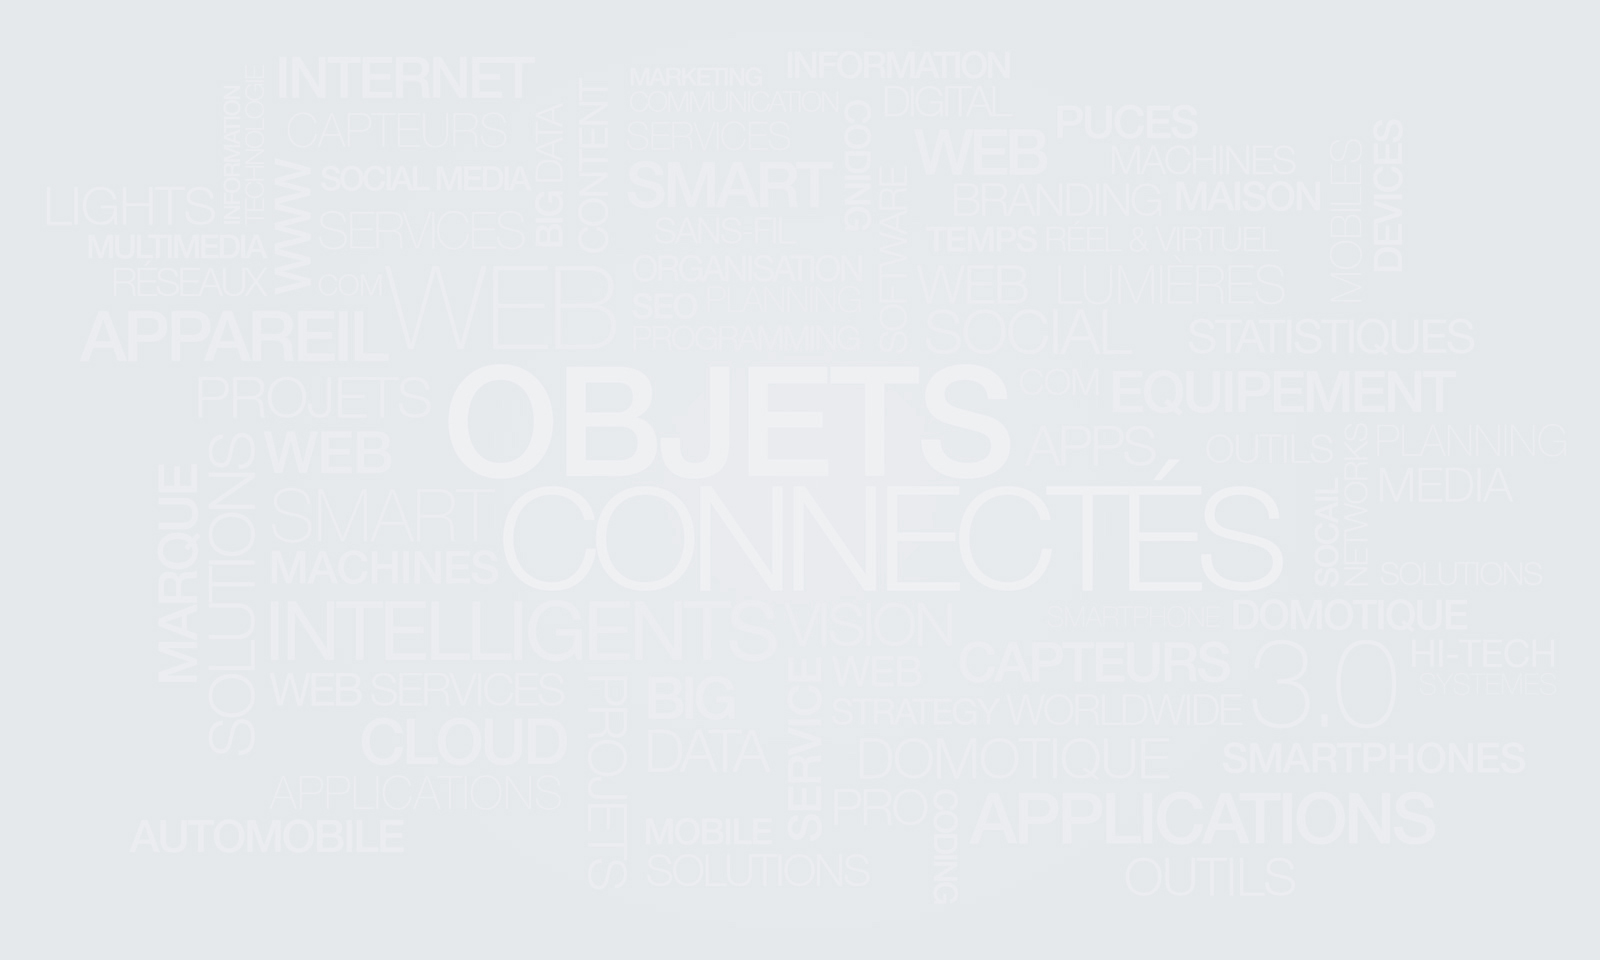 INTERNET
MARKETING
INFORMATION
COMMUNICATION
DIGITAL
INFORMATION
TECHNOLOGIE
CAPTEURS
BIG DATA
CONTENT
SERVICES
CODING
WEB
PUCES
MACHINES
SOCIAL MEDIA
SMART
SOFTWARE
BRANDING
MAISON
MOBILES
DEVICES
LIGHTS
WWW
SERVICES
SANS-FIL
TEMPS RÉEL & VIRTUEL
MULTIMEDIA
RÉSEAUX
COM
WEB
ORGANISATION
SEO PLANNING
PROGRAMMING
WEB
LUMIERES
APPAREIL
SOCIAL
STATISTIQUES
PROJETS
OBJETS
COM
EQUIPEMENT
WEB
APPS
OUTILS
PLANNING
MARQUE
SOLUTIONS
SMART
CONNECTÉS
SOCAIL
NETWORKS
MEDIA
MACHINES
SOLUTIONS
INTELLIGENTS
VISION
SMARTPHONE
DOMOTIQUE
WEB SERVICES
PROJETS
BIG
DATA
SERVICE
WEB
CAPTEURS
3.0
HI-TECH
SYSTEMES
STRATEGY
WORLDWIDE
CLOUD
DOMOTIQUE
SMARTPHONES
APPLICATIONS
PRO
CODING
APPLICATIONS
AUTOMOBILE
MOBILE
SOLUTIONS
OUTILS